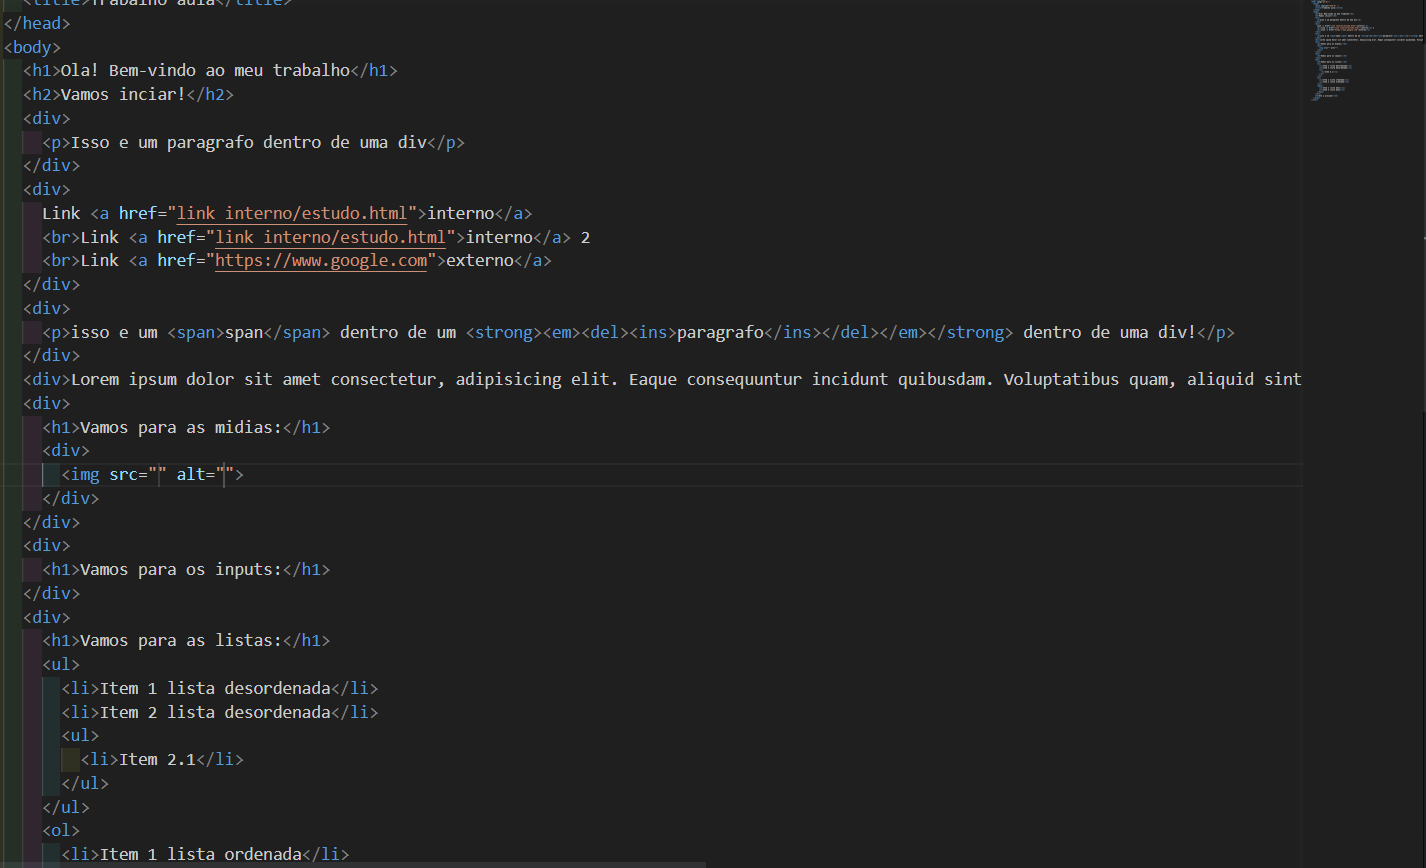 <title>Trabalho aula</title>
</head>
<body>
<h1>Ola! Bem-vindo ao meu trabalho</h1>
<h2>Vamos inciar!</h2>
<div>
<p>Isso e um paragrafo dentro de uma div</p>
</div>
<div>
Link <a href="link interno/estudo.html">interno</a>
<br>Link <a href="link interno/estudo.html">interno</a> 2
<br>Link <a href="https://www.google.com">externo</a>
</div>
<div>
<p>isso e um <span>span</span> dentro de um <strong><em><del><ins>paragrafo</ins></del></em></strong> dentro de uma div!</p>
</div>
<div>Lorem ipsum dolor sit amet consectetur, adipisicing elit. Eaque consequuntur incidunt quibusdam. Voluptatibus quam, aliquid sint
<div>
<h1>Vamos para as midias:</h1>
<div>
<img src="" alt="">
</div>
</div>
<div>
<h1>Vamos para os inputs:</h1>
</div>
<div>
<h1>Vamos para as listas:</h1>
<ul>
<li>Item 1 lista desordenada</li>
<li>Item 2 lista desordenada</li>
<ul>
<li>Item 2.1</li>
</ul>
</ul>
<ol>
<li>Item 1 lista ordenada</li>